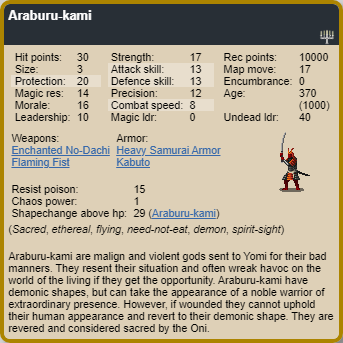 Araburu-kami
Hit points: 30 Strength: 17 Rec points: 10000
Size: 3 Attack skill: 13 Map move: 17
Protection: 20 Defence skill: 13 Encumbrance: 0
Magic res: 14 Precision: 12 Age: 370
Morale: 16 Combat speed: 8 (1000)
Leadership: 10 Magic ldr: 0 Undead ldr: 40
Weapons: Armor:
Enchanted No-Dachi Heavy Samurai Armor
Flaming Fist Kabuto
Resist poison: 15
Chaos power: 1
Shapechange above hp: 29 (Araburu-kami)
(Sacred, ethereal, flying, need-not-eat, demon, spirit-sight)
Araburu-kami are malign and violent gods sent to Yomi for their bad
manners. They resent their situation and often wreak havoc on the
world of the living if they get the opportunity. Araburu-kami have
demonic shapes, but can take the appearance of a noble warrior of
extraordinary presence. However, if wounded they cannot uphold
their human appearance and revert to their demonic shape. They are
revered and considered sacred by the Oni.